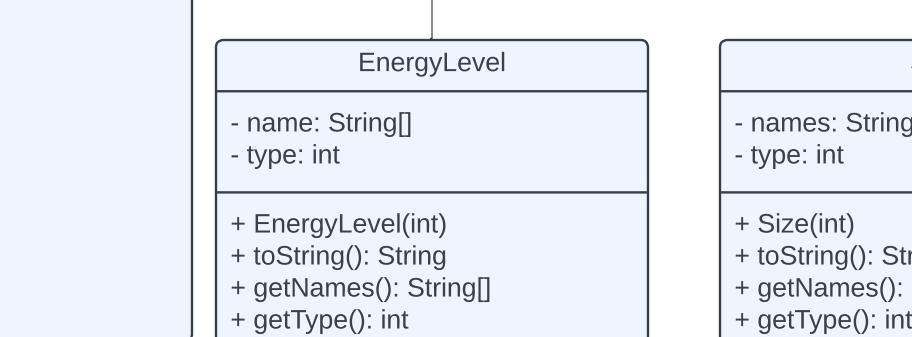 EnergyLevel
- name: String[]
- type: int
+ EnergyLevel(int)
+ toString(): String
+ getNames(): String[]
+ getType(): int
- names: String
- type: int
+ Size(int)
+ toString():
+ getNames():
+ getType(): int